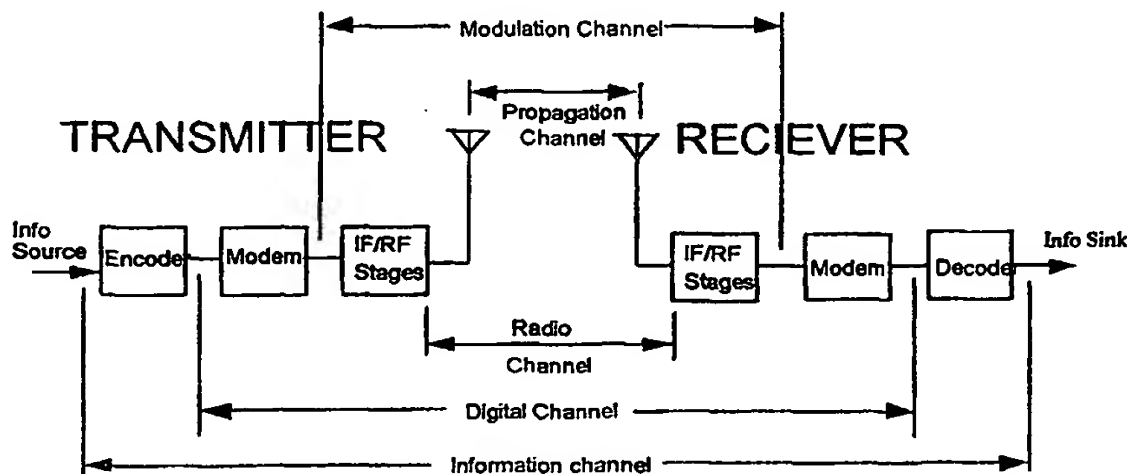 Modulation Channel
Propagation
Channel
TRANSMITTER
RECIEVER
Info
Source
Encode
Modem
IF/RF
Stages
IF/RF
Stages
Modem
Decode
Info Sink
Radio
Channel
Digital Channel
Information channel